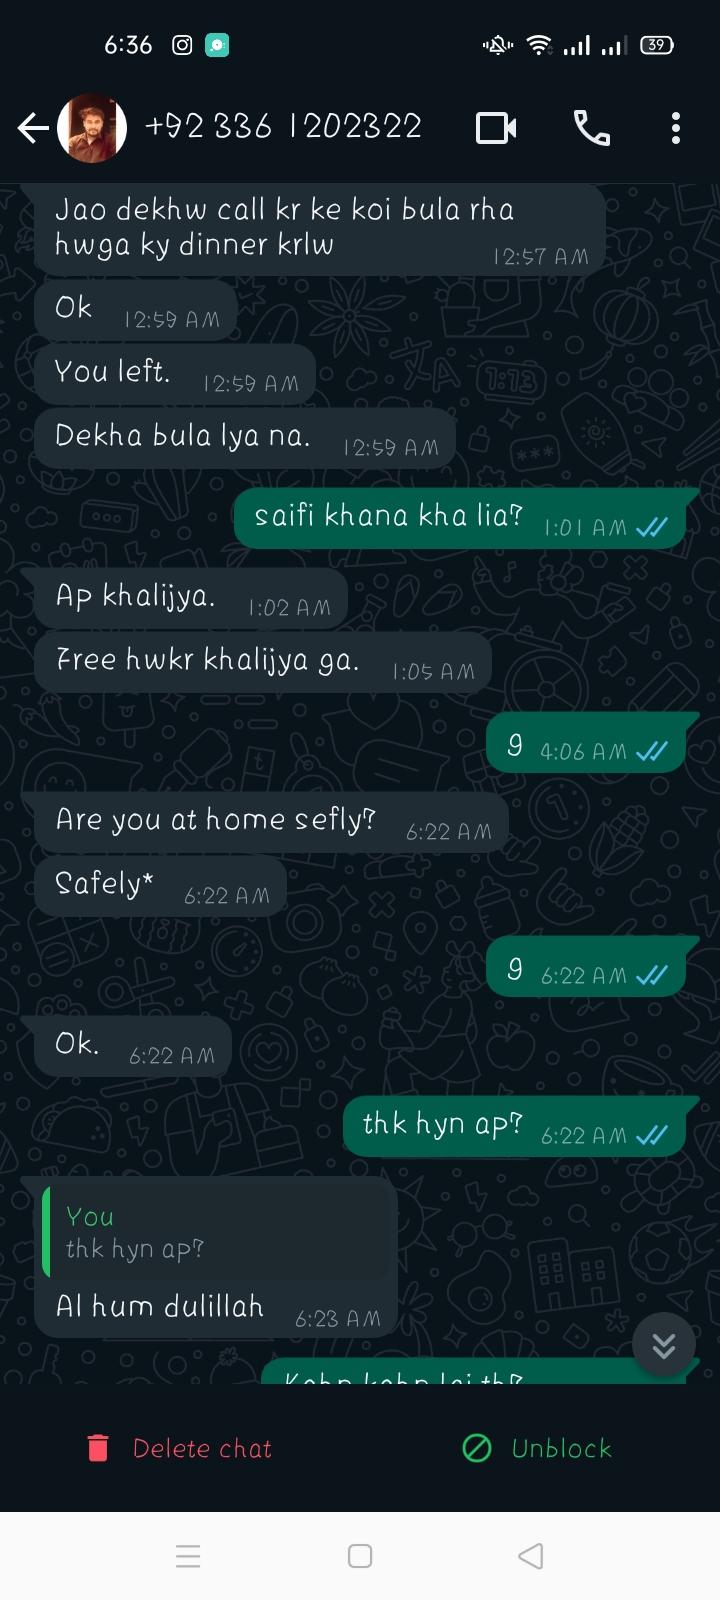 6:36
39
+92 336 1202322
Jao dekhw call kr ke koi bula rha
hwga ky dinner krlw
12:57 AM
Ok 12:59 AM
You left. 12:59 AM
Dekha bula lya na. 12:59 AM
saifi khana kha lia? 1:01 AM
Ap khalijya. 1:02 AM
Free hwkr khalijya ga. 1:05 AM
g 4:06 AM
Are you at home sefly? 6:22 AM
Safely* 6:22 AM
g 6:22 AM
Ok. 6:22 AM
thk hyn ap? 6:22 AM
You
thk hyn ap?
Al hum dulillah 6:23 AM
Delete chat Unblock